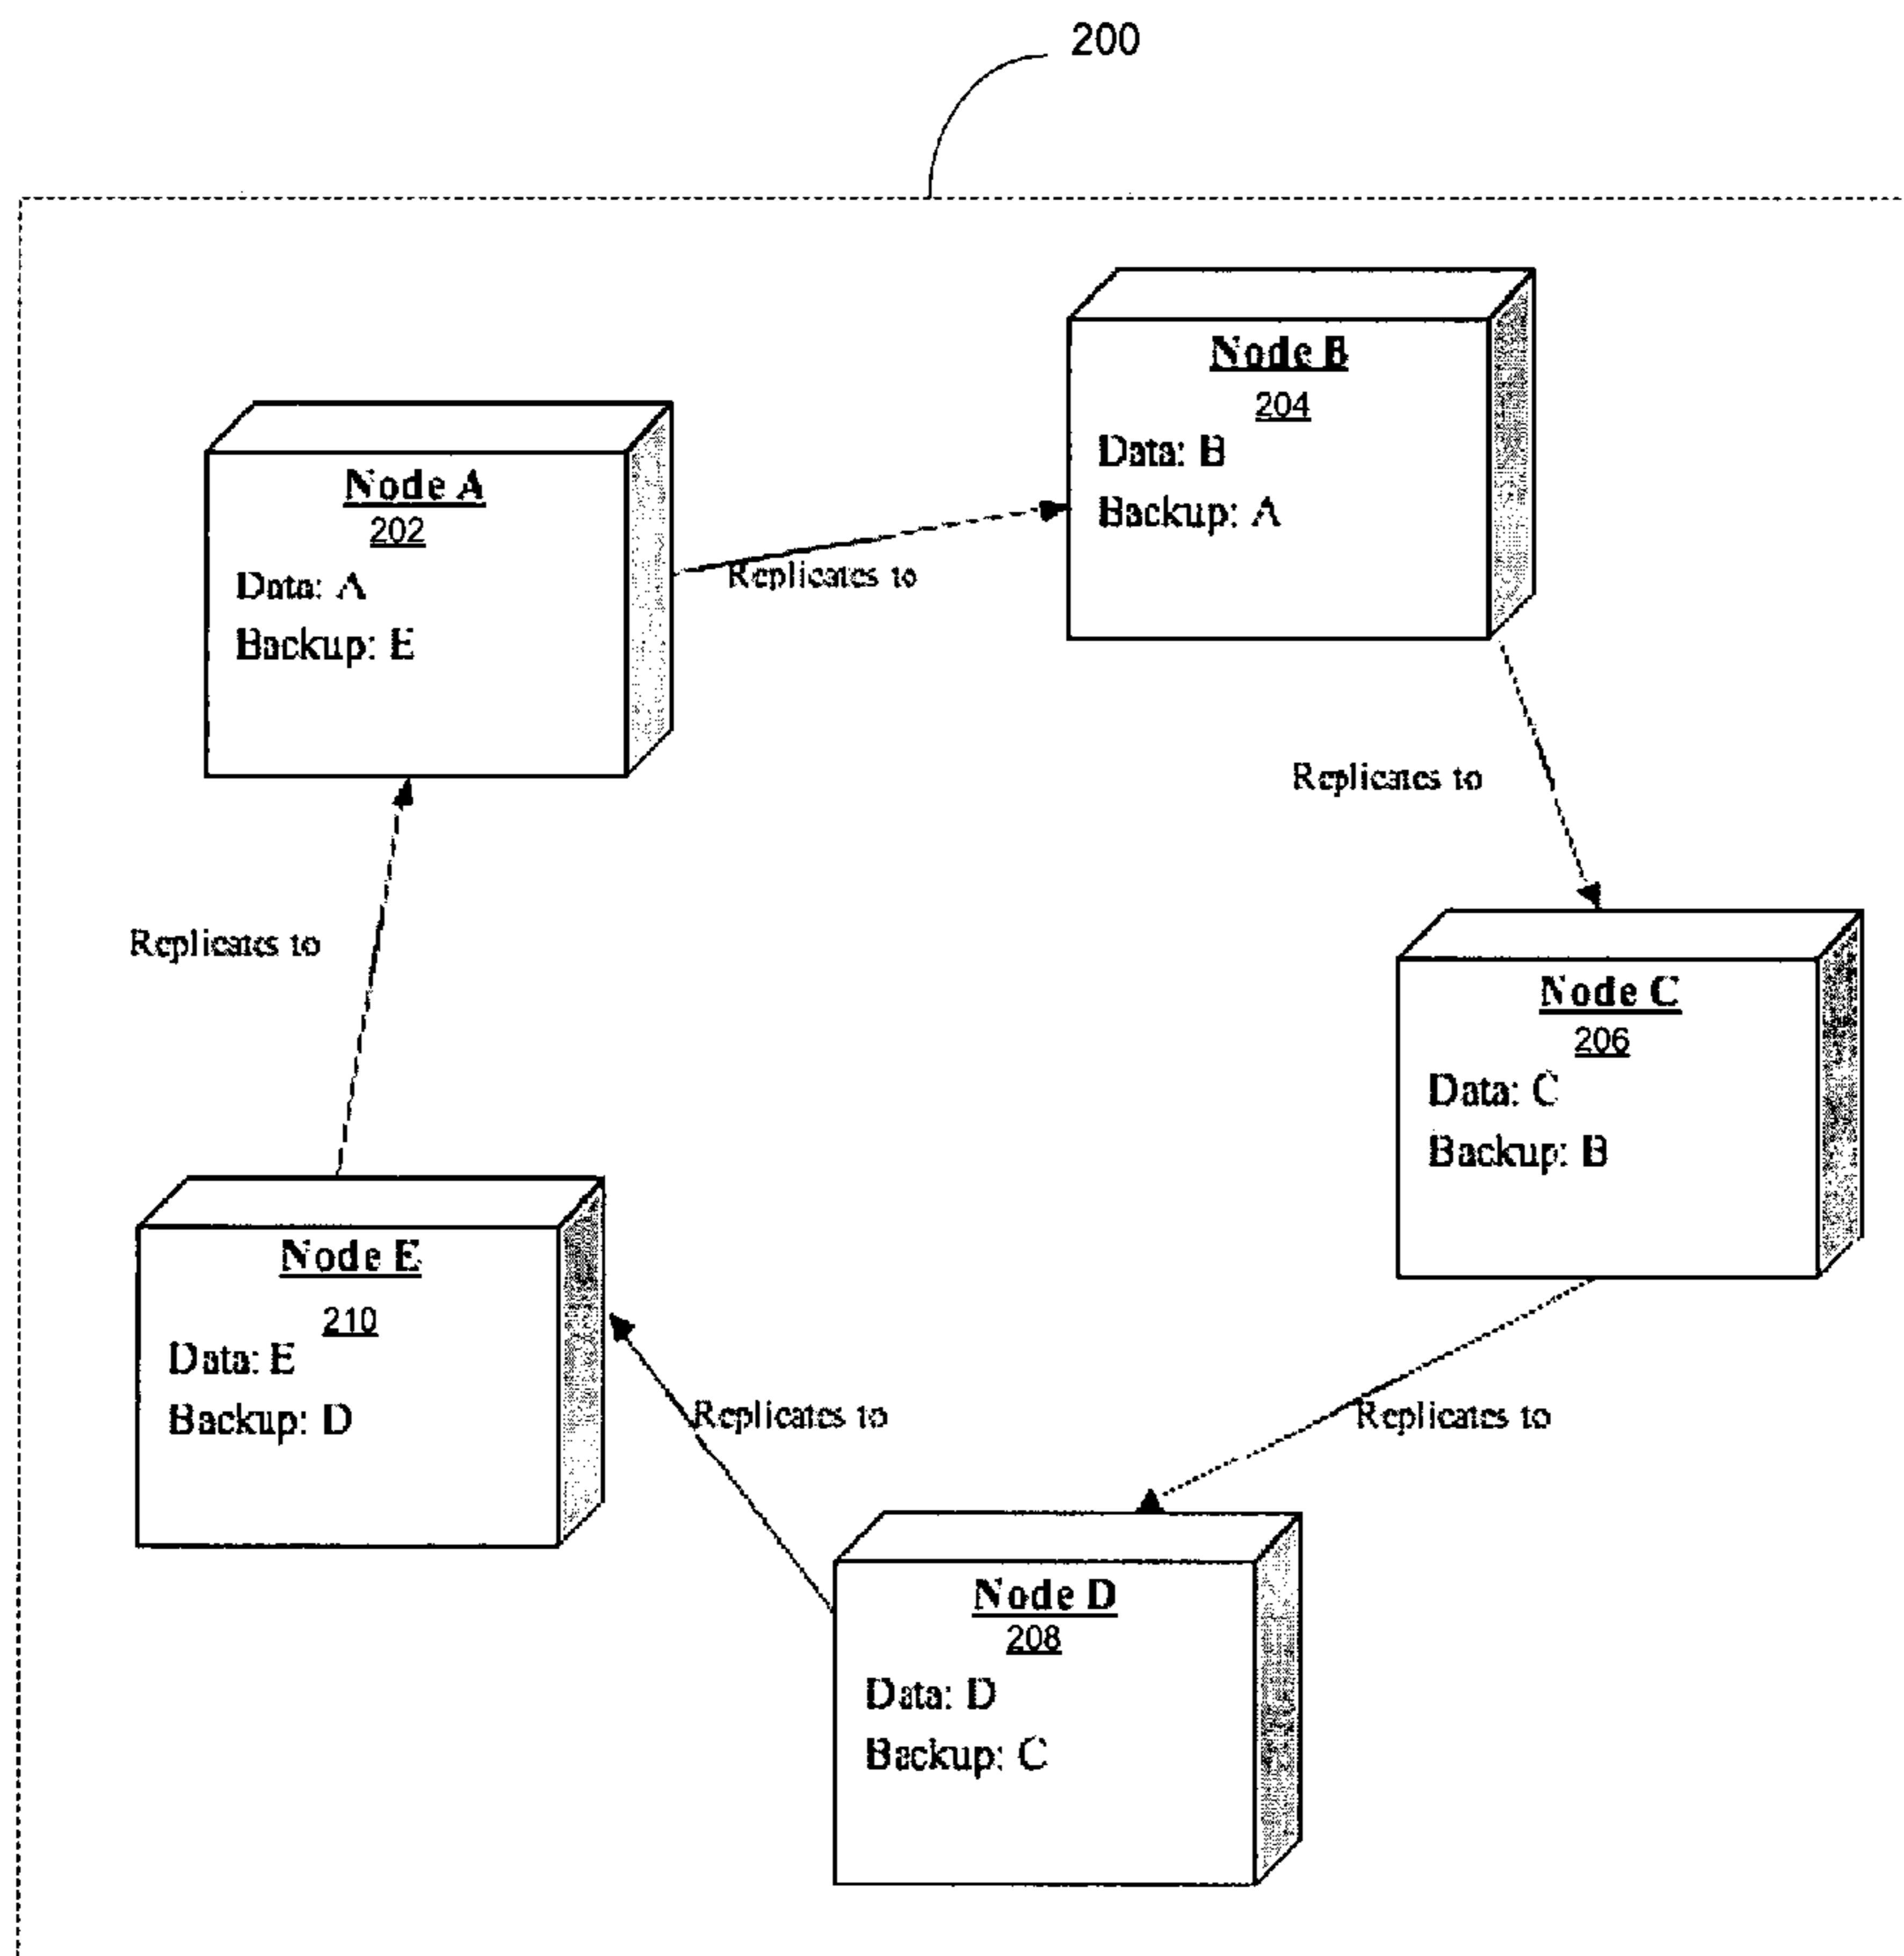 200
Node B
204
Data: B
Backup: A
Node A
202
Data: A
Backup: E
Replicates to
Replicates to
Replicates to
Node C
206
Data: C
Backup: B
Node E
210
Data: E
Backup: D
Replicates to
Replicates to
Node D
208
Data: D
Backup: C